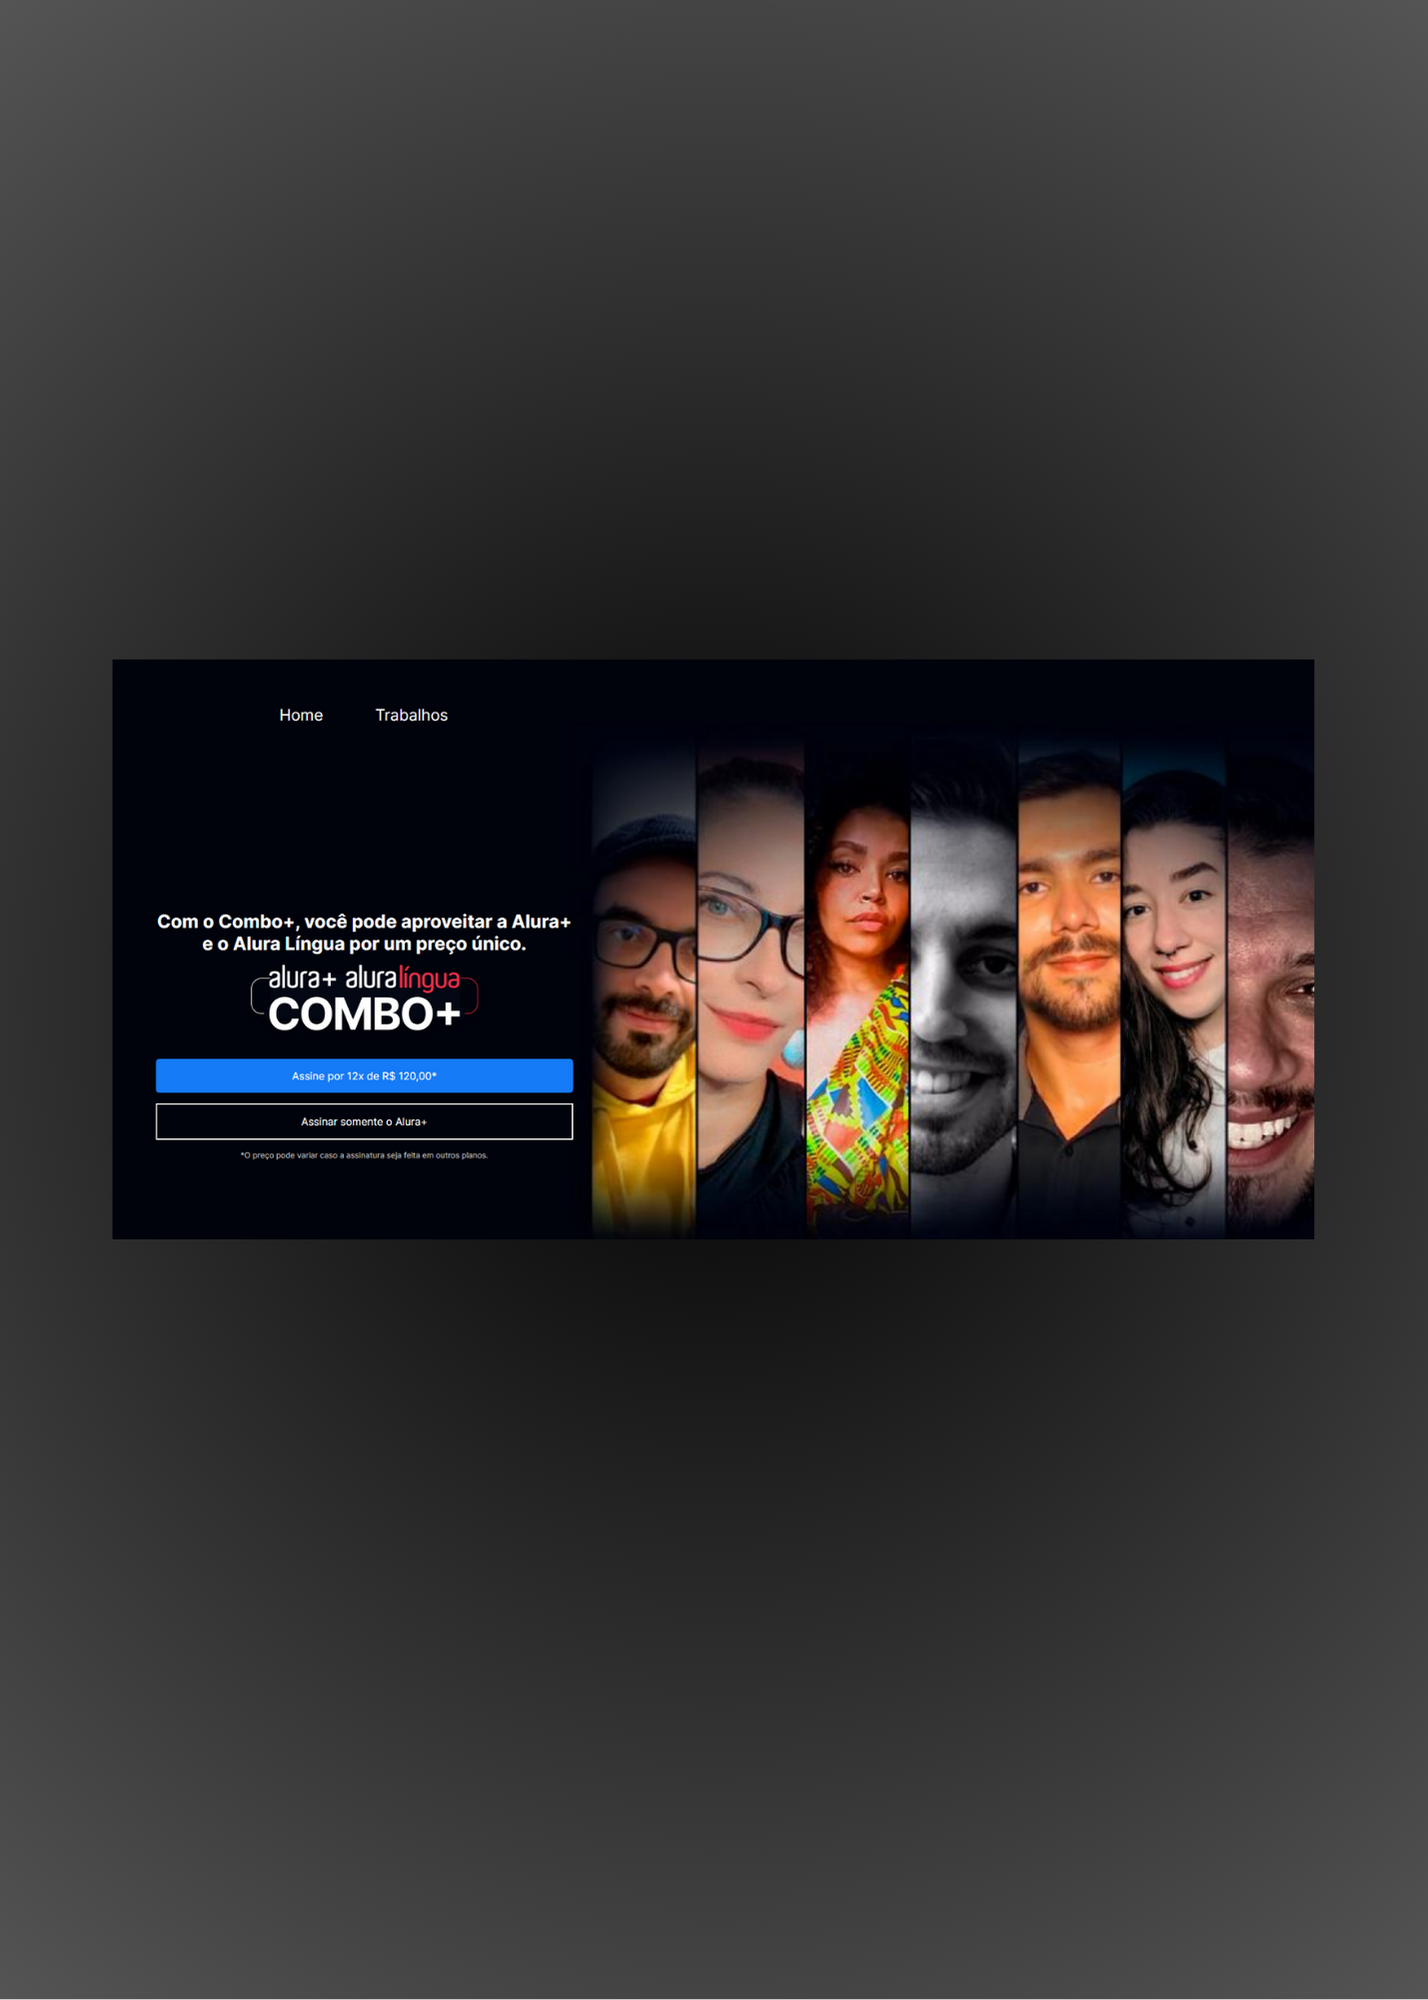 Home Trabalhos
Com o Combo+, você pode aproveitar a Alura+
e o Alura Língua por um preço único.
alura+ aluralíngua
COMBO+
Assine por 12x de R$ 120,00*
Assinar somente o Alura+
*O preço pode variar caso a assinatura seja feita em outros planos.